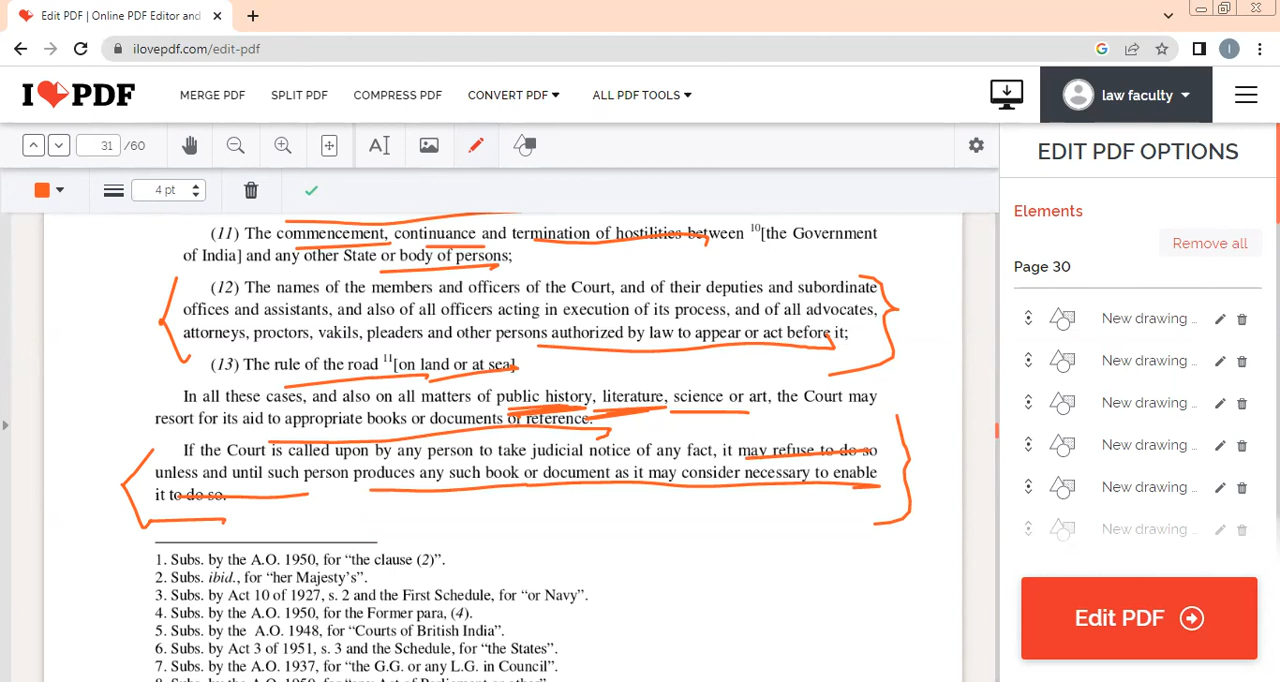 Edit PDF | Online PDF Editor and
ilovepdf.com/edit-pdf
I PDF
MERGE PDF
SPLIT PDF
COMPRESS PDF
CONVERT PDF
ALL PDF TOOLS
law faculty
31 /60
4 pt
EDIT PDF OPTIONS
Elements
Remove all
Page 30
New drawing ...
New drawing ...
New drawing ...
New drawing ...
New drawing ...
New drawing ...
Edit PDF
(11) The commencement, continuance and termination of hostilities between 10[the Government
of India] and any other State or body of persons;
(12) The names of the members and officers of the Court, and of their deputies and subordinate
offices and assistants, and also of all officers acting in execution of its process, and of all advocates,
attorneys, proctors, vakils, pleaders and other persons authorized by law to appear or act before it;
(13) The rule of the road 11[on land or at sea].
In all these cases, and also on all matters of public history, literature, science or art, the Court may
resort for its aid to appropriate books or documents of reference.
If the Court is called upon by any person to take judicial notice of any fact, it may refuse to do so
unless and until such person produces any such book or document as it may consider necessary to enable
it to do so.
1. Subs. by the A.O. 1950, for “the clause (2)”.
2. Subs. ibid., for “her Majesty’s”.
3. Subs. by Act 10 of 1927, s. 2 and the First Schedule, for “or Navy”.
4. Subs. by the A.O. 1950, for the Former para, (4).
5. Subs. by the A.O. 1948, for “Courts of British India”.
6. Subs. by Act 3 of 1951, s. 3 and the Schedule, for “the States”.
7. Subs. by the A.O. 1937, for “the G.G. or any L.G. in Council”.